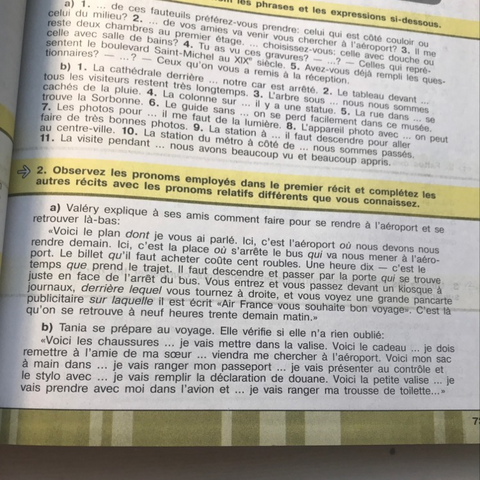 les phrases et les expressions si-dessous.
a) 1. ... de ces fauteuils préférez-vous prendre: celui qui est côté couloir ou
celui du milieu? 2. ... de vos amies va venir vous chercher à l'aéroport? 3. Il me
reste deux chambres au premier étage. ... choisissez-vous: celle avec douche ou
celle avec salle de bains? 4. Tu as vu ces gravures? — ...? — Celles qui repré-
sentent le boulevard Saint-Michel au XIXe siècle. 5. Avez-vous déjà rempli les ques-
tionnaires? — ...? — Ceux qu'on vous a remis à la réception.
b) 1. La cathédrale derrière ... notre car est arrêté. 2. Le tableau devant ...
tous les visiteurs restent très longtemps. 3. L'arbre sous ... nous nous sommes
cachés de la pluie. 4. La colonne sur ... il y a une statue. 5. La rue dans ... se
trouve la Sorbonne. 6. Le guide sans ... on se perd facilement dans ce musée.
7. Les photos pour ... il me faut de la lumière. 8. L'appareil photo avec ... on peut
faire de très bonnes photos. 9. La station à ... il faut descendre pour aller
au centre-ville. 10. La station du métro à côté de ... nous sommes passés.
11. La visite pendant ... nous avons beaucoup vu et beaucoup appris.
2. Observez les pronoms employés dans le premier récit et complétez les
autres récits avec les pronoms relatifs différents que vous connaissez.
a) Valéry explique à ses amis comment faire pour se rendre à l'aéroport et se
retrouver là-bas:
«Voici le plan dont je vous ai parlé. Ici, c'est l'aéroport où nous devons nous
rendre demain. Ici, c'est la place où s'arrête le bus qui va nous mener à l'aéro-
port. Le billet qu'il faut acheter coûte cent roubles. Une heure dix — c'est le
temps que prend le trajet. Il faut descendre et passer par la porte qui se trouve
juste en face de l'arrêt du bus. Vous entrez et vous passez devant un kiosque à
journaux, derrière lequel vous tournez à droite, et vous voyez une grande pancarte
publicitaire sur laquelle il est écrit «Air France vous souhaite bon voyage». C'est là
qu'on se retrouve à neuf heures trente demain matin.»
b) Tania se prépare au voyage. Elle vérifie si elle n'a rien oublié:
«Voici les chaussures ... je vais mettre dans la valise. Voici le cadeau ... je dois
remettre à l'amie de ma sœur ... viendra me chercher à l'aéroport. Voici mon sac
à main dans ... je vais ranger mon passeport ... je vais présenter au contrôle et
le stylo avec ... je vais remplir la déclaration de douane. Voici la petite valise ... je
vais prendre avec moi dans l'avion et ... je vais ranger ma trousse de toilette...»